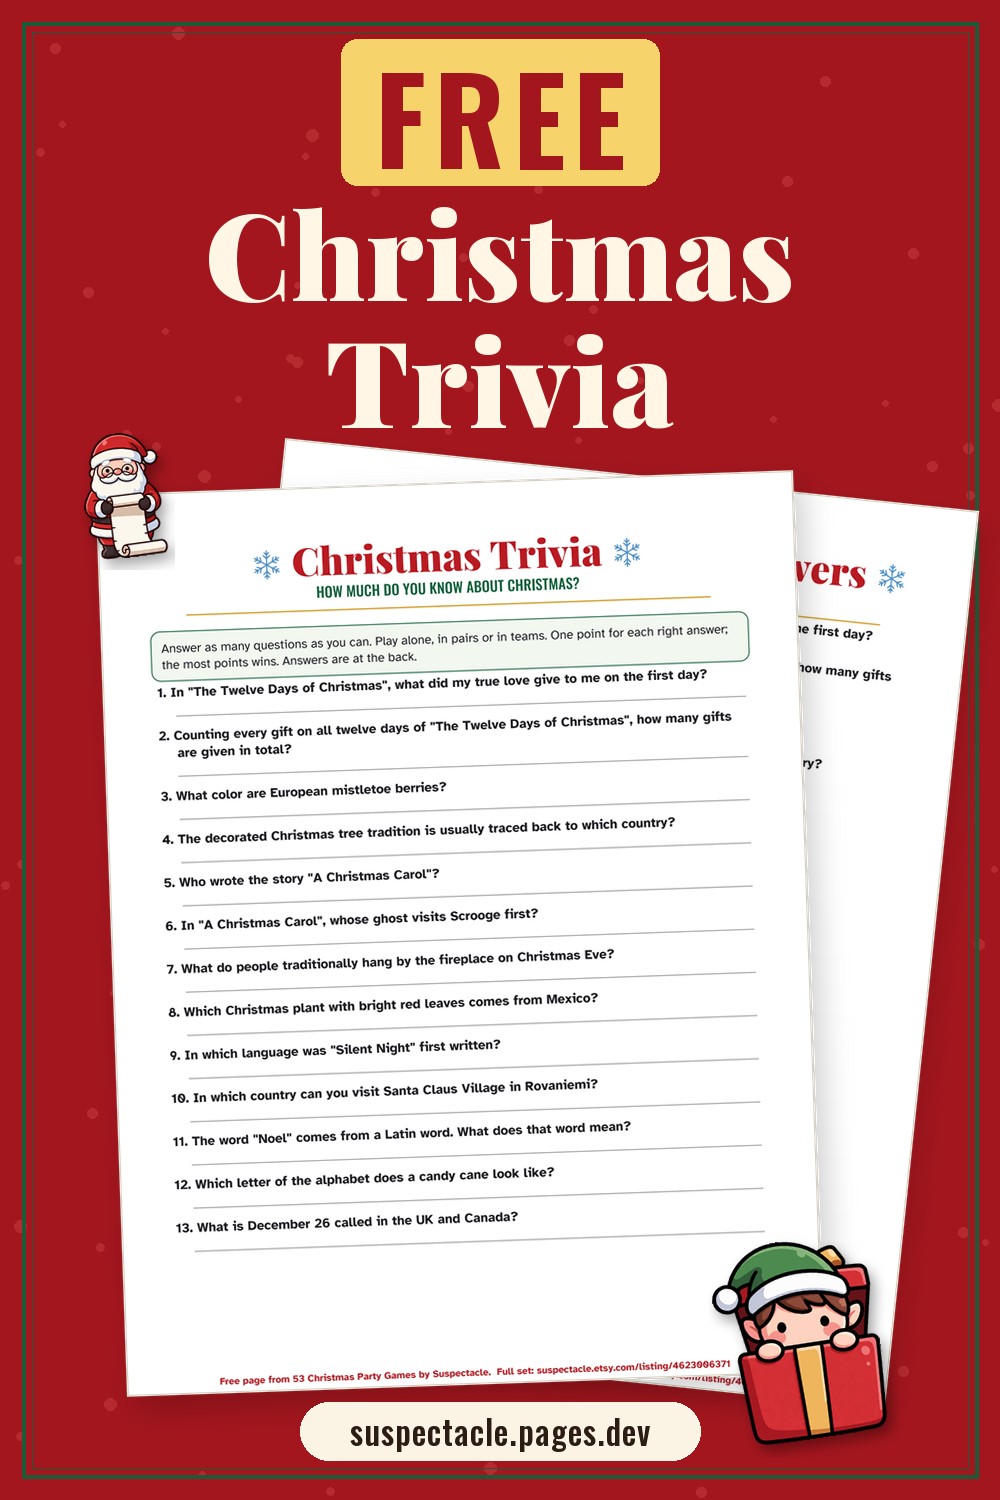 FREE
Christmas
Trivia
Christmas Trivia
HOW MUCH DO YOU KNOW ABOUT CHRISTMAS?
Answer as many questions as you can. Play alone, in pairs or in teams. One point for each right answer;
the most points wins. Answers are at the back.
1. In "The Twelve Days of Christmas", what did my true love give to me on the first day?
2. Counting every gift on all twelve days of "The Twelve Days of Christmas", how many gifts
are given in total?
3. What color are European mistletoe berries?
4. The decorated Christmas tree tradition is usually traced back to which country?
5. Who wrote the story "A Christmas Carol"?
6. In "A Christmas Carol", whose ghost visits Scrooge first?
7. What do people traditionally hang by the fireplace on Christmas Eve?
8. Which Christmas plant with bright red leaves comes from Mexico?
9. In which language was "Silent Night" first written?
10. In which country can you visit Santa Claus Village in Rovaniemi?
11. The word "Noel" comes from a Latin word. What does that word mean?
12. Which letter of the alphabet does a candy cane look like?
13. What is December 26 called in the UK and Canada?
Free page from 53 Christmas Party Games by Suspectacle. Full set: suspectacle.etsy.com/listing/4623006371
vers
he first day?
how many gifts
ry?
suspectacle.pages.dev